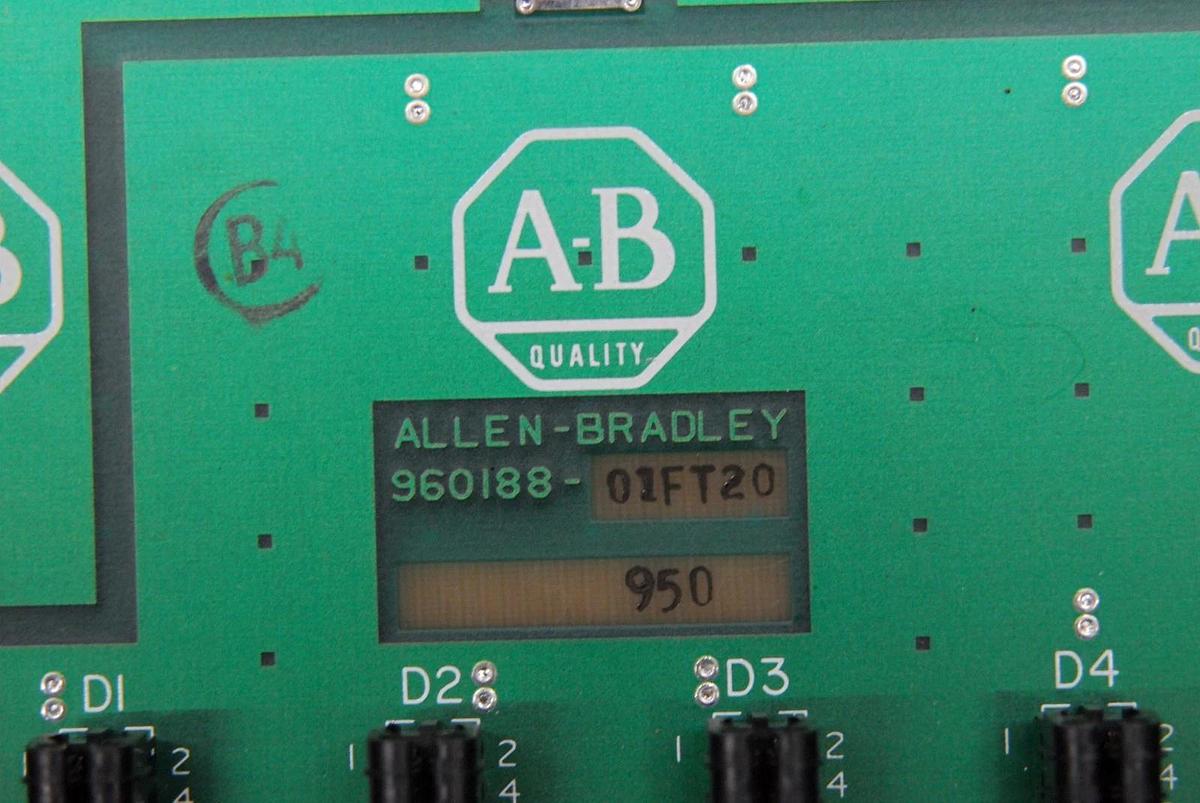 B4
A-B
QUALITY
ALLEN-BRADLEY
960188-01FT20
950
D1 D2 D3 D4
1 2 1 2 1 2
2 4 4 4 4